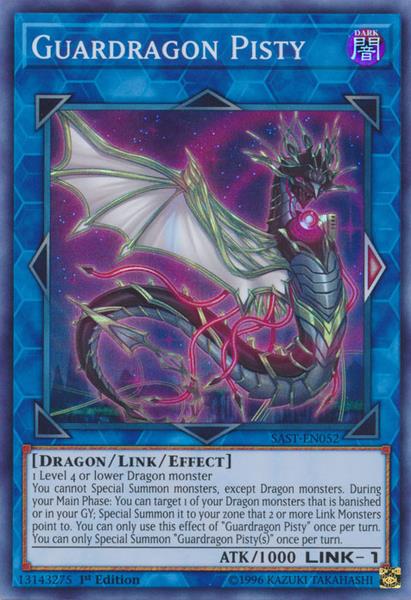 GUARDRAGON PISTY
DARK
闇
SAST-EN052
[DRAGON/LINK/EFFECT]
1 Level 4 or lower Dragon monster
You cannot Special Summon monsters, except Dragon monsters. During
your Main Phase: You can target 1 of your Dragon monsters that is banished
or in your GY; Special Summon it to your zone that 2 or more Link Monsters
point to. You can only use this effect of "Guardragon Pisty" once per turn.
You can only Special Summon "Guardragon Pisty(s)" once per turn.
ATK/1000 LINK-1
13143275 1st Edition ©1996 KAZUKI TAKAHASHI